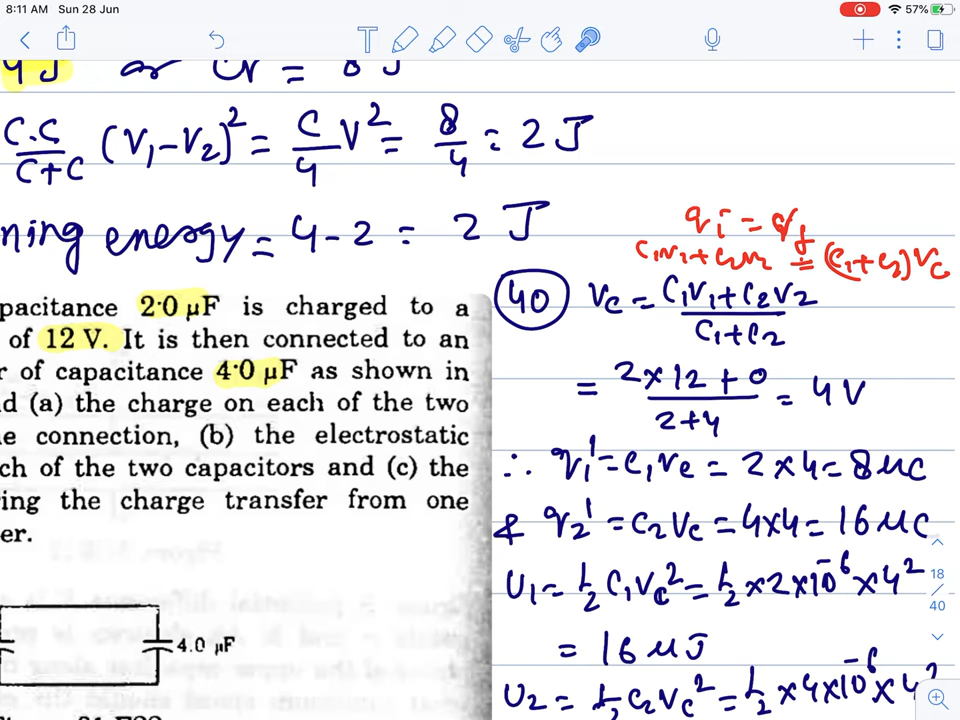 8:11 AM Sun 28 Jun
57%
4 J or CV = 8 J
C.C/C+C (V₁-V₂)² = C/4 V² = 8/4 = 2 J
ning energy = 4 - 2 = 2 J
qi = qf
C₁V₁+C₂V₂ = (C₁+C₂)Vc
pacitance 2·0 µF is charged to a
of 12 V. It is then connected to an
r of capacitance 4·0 µF as shown in
d (a) the charge on each of the two
e connection, (b) the electrostatic
ch of the two capacitors and (c) the
ing the charge transfer from one
er.
4.0 µF
40 Vc = C₁V₁+C₂V₂/C₁+C₂
= 2×12+0/2+4 = 4V
∴ q₁' = C₁Vc = 2×4 = 8 µC
& q₂' = C₂Vc = 4×4 = 16 µC
U₁ = ½ C₁Vc² = ½ × 2×10⁻⁶ × 4²
= 16 µJ
U₂ = ½ C₂Vc² = ½ × 4×10⁻⁶ × 4²
18
/
40